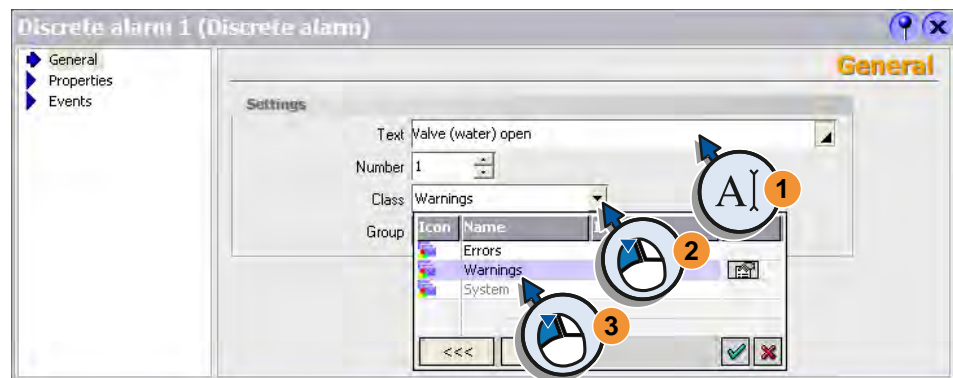 Discrete alarm 1 (Discrete alarm)
General
Properties
Events
General
Settings
Text Valve (water) open
Number 1
Class Warnings
Group
Icon Name
Errors
Warnings
System
<<<
A
1
2
3